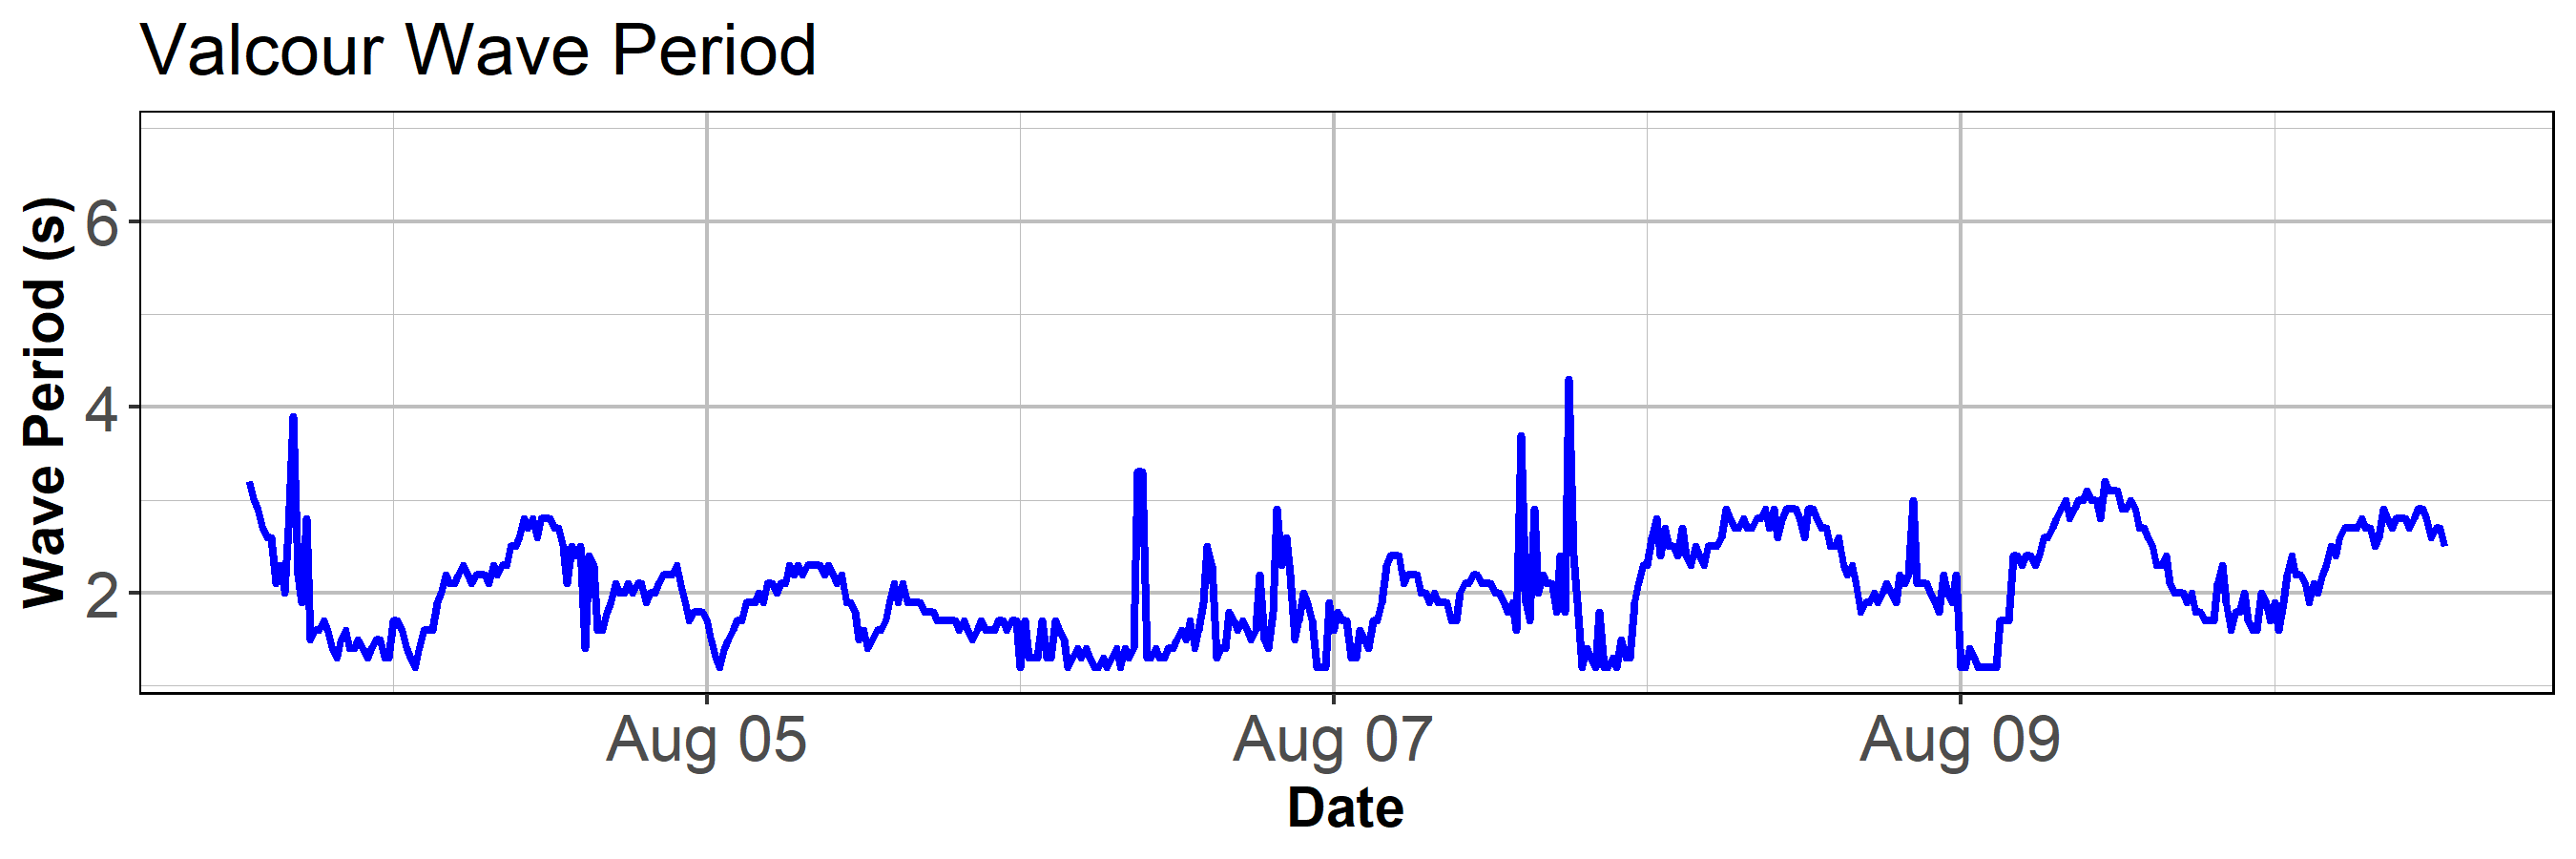 Valcour Wave Period
Wave Period (s)
6
4
2
Aug 05
Aug 07
Aug 09
Date